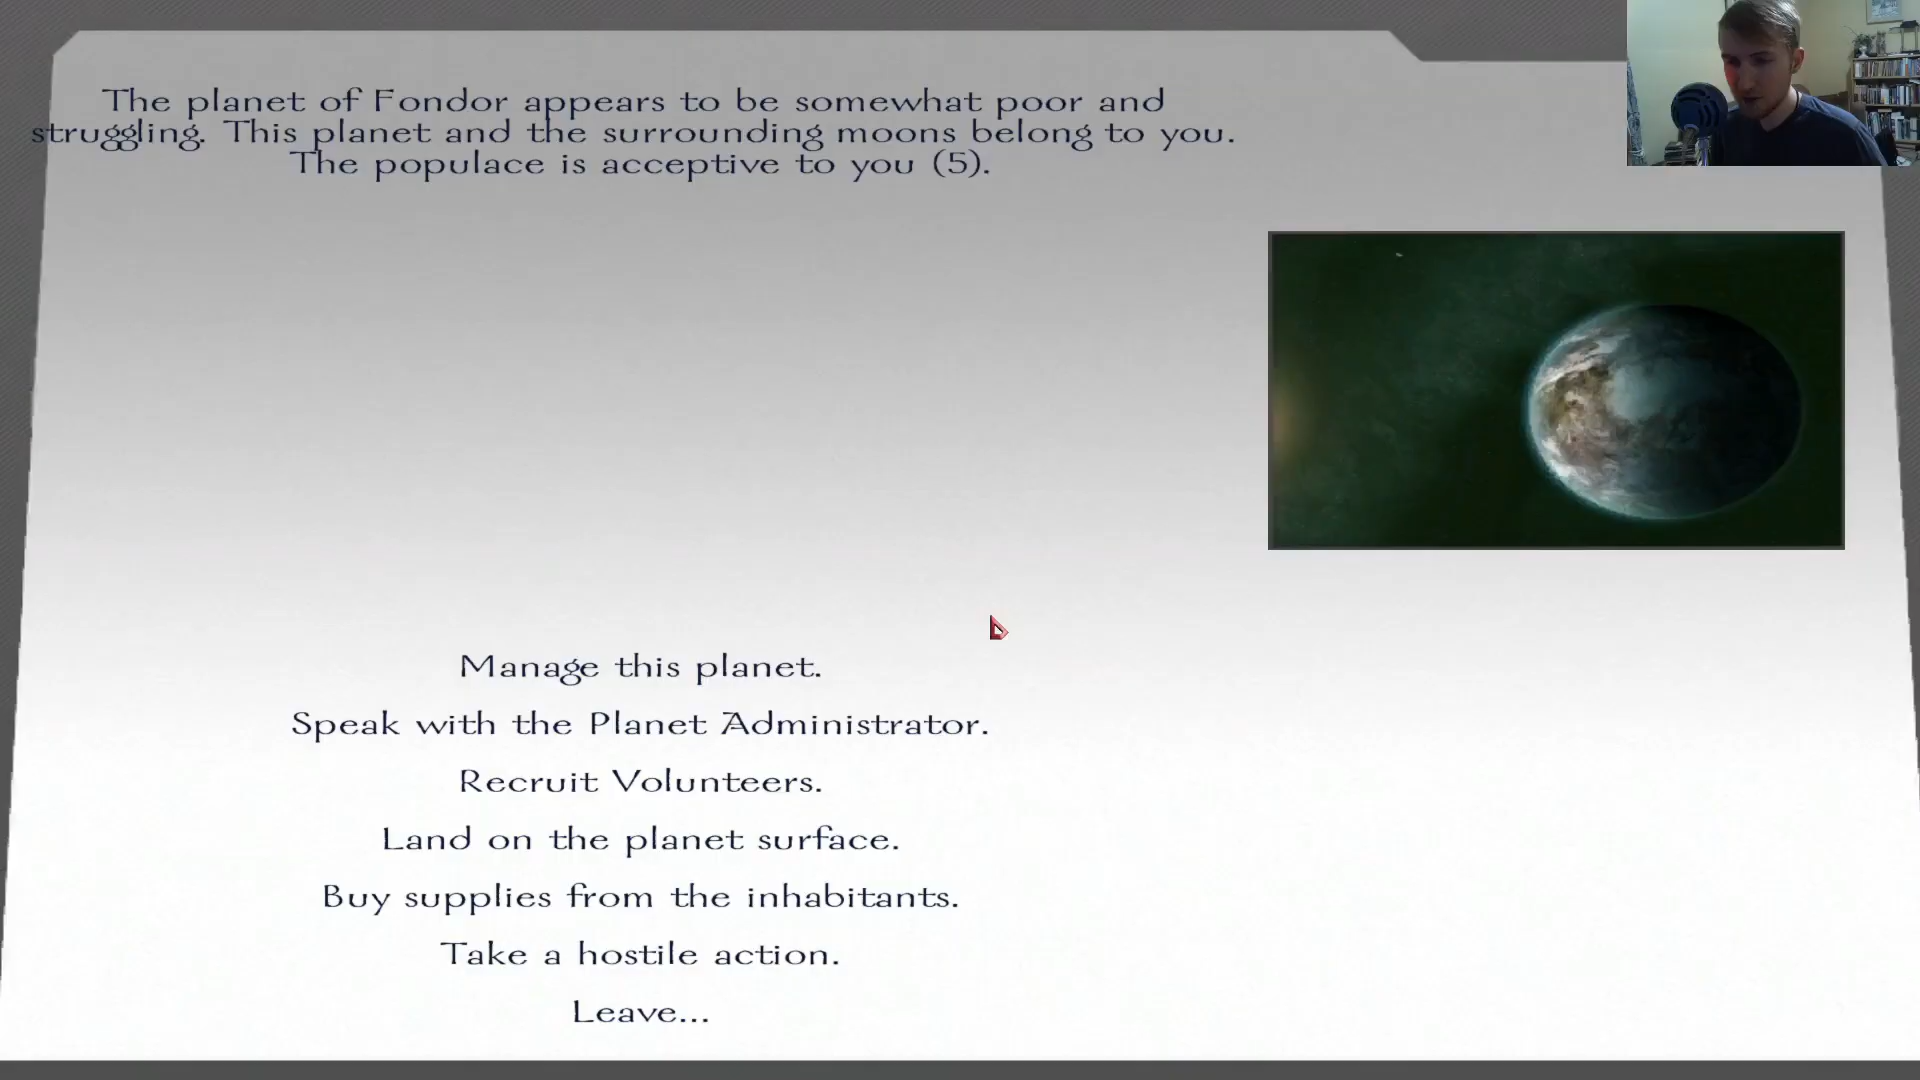 The planet of Fondor appears to be somewhat poor and
struggling. This planet and the surrounding moons belong to you.
The populace is acceptive to you (5).
Manage this planet.
Speak with the Planet Administrator.
Recruit Volunteers.
Land on the planet surface.
Buy supplies from the inhabitants.
Take a hostile action.
Leave...